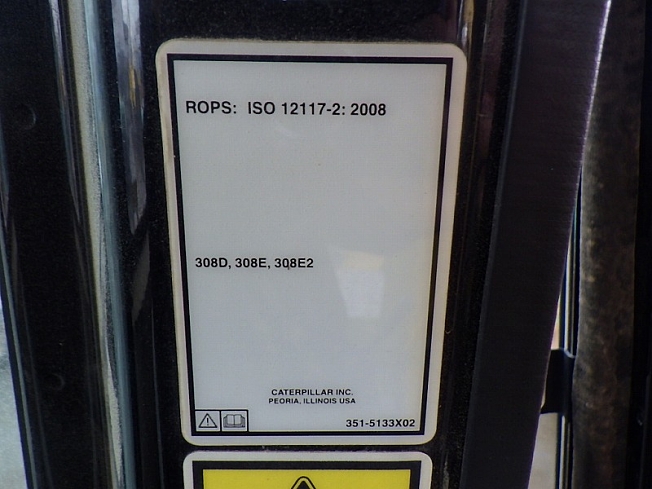 ROPS: ISO 12117-2: 2008
308D, 308E, 308E2
CATERPILLAR INC.
PEORIA, ILLINOIS USA
351-5133X02